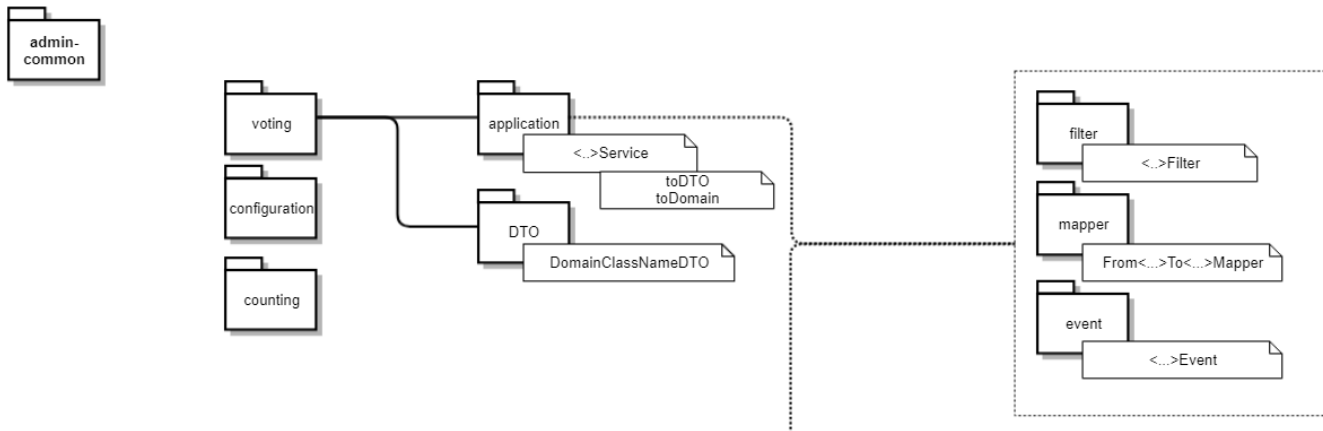 admin-
common
voting
application
<..>Service
toDTO
toDomain
configuration
DTO
DomainClassNameDTO
counting
filter
<..>Filter
mapper
From<...>To<...>Mapper
event
<...>Event